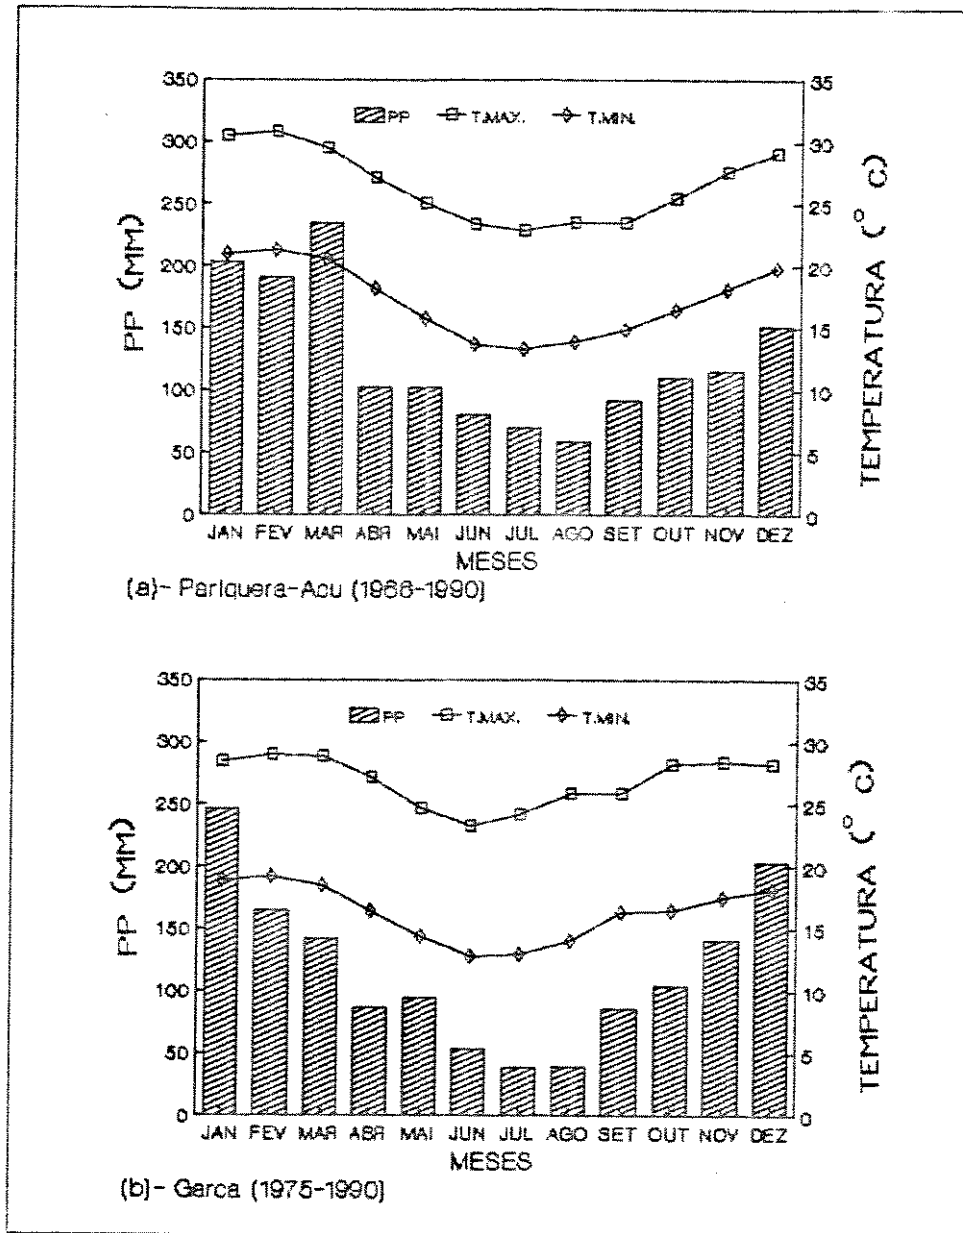 350
300
250
200
150
100
50
0
PP (MM)
PP T.MAX. T.MIN.
35
30
25
20
15
10
5
0
TEMPERATURA (° C)
JAN FEV MAR ABR MAI JUN JUL AGO SET OUT NOV DEZ
MESES
(a)- Pariquera-Acu (1966-1990)
350
300
250
200
150
100
50
0
PP (MM)
PP T.MAX. T.MIN.
35
30
25
20
15
10
5
0
TEMPERATURA (° C)
JAN FEV MAR ABR MAI JUN JUL AGO SET OUT NOV DEZ
MESES
(b)- Garca (1975-1990)